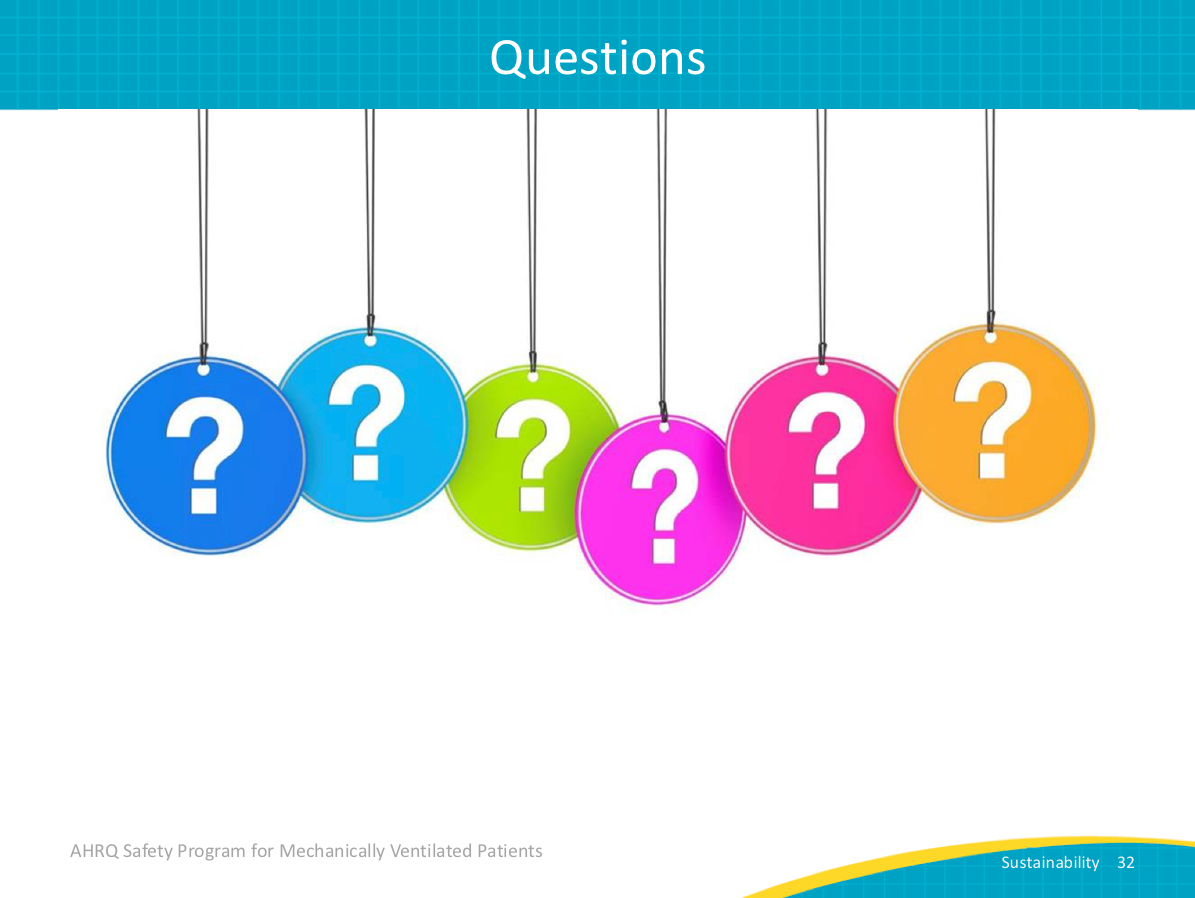 Questions
? ? ? ? ? ?
AHRQ Safety Program for Mechanically Ventilated Patients
Sustainability 32